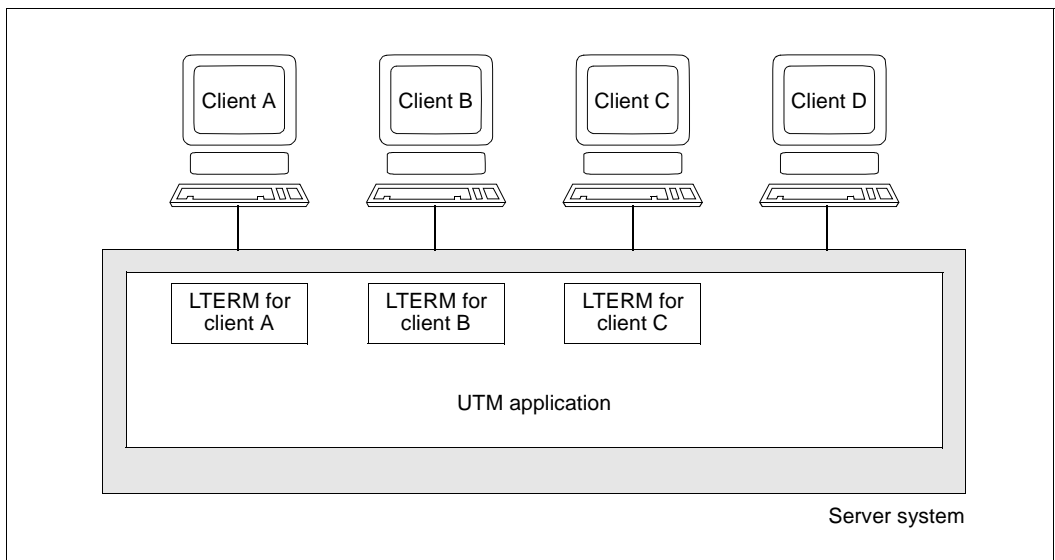 Client A
Client B
Client C
Client D
LTERM for
client A
LTERM for
client B
LTERM for
client C
UTM application
Server system